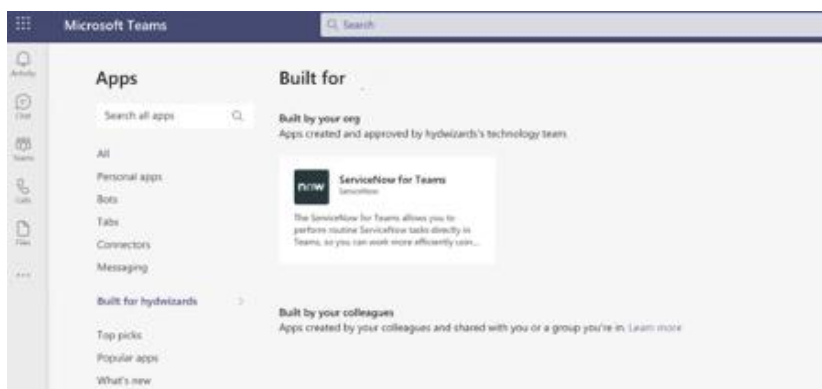 Microsoft Teams
Search
Activity
Chat
Teams
Calls
Files
Apps
Search all apps
All
Personal apps
Bots
Tabs
Connectors
Messaging
Built for hydwizards
Top picks
Popular apps
What's new
Built for
Built by your org
Apps created and approved by hydwizards's technology team
now
ServiceNow for Teams
ServiceNow
The ServiceNow for Teams allows you to
perform routine ServiceNow tasks directly in
Teams, so you can work more efficiently usin...
Built by your colleagues
Apps created by your colleagues and shared with you or a group you're in. Learn more